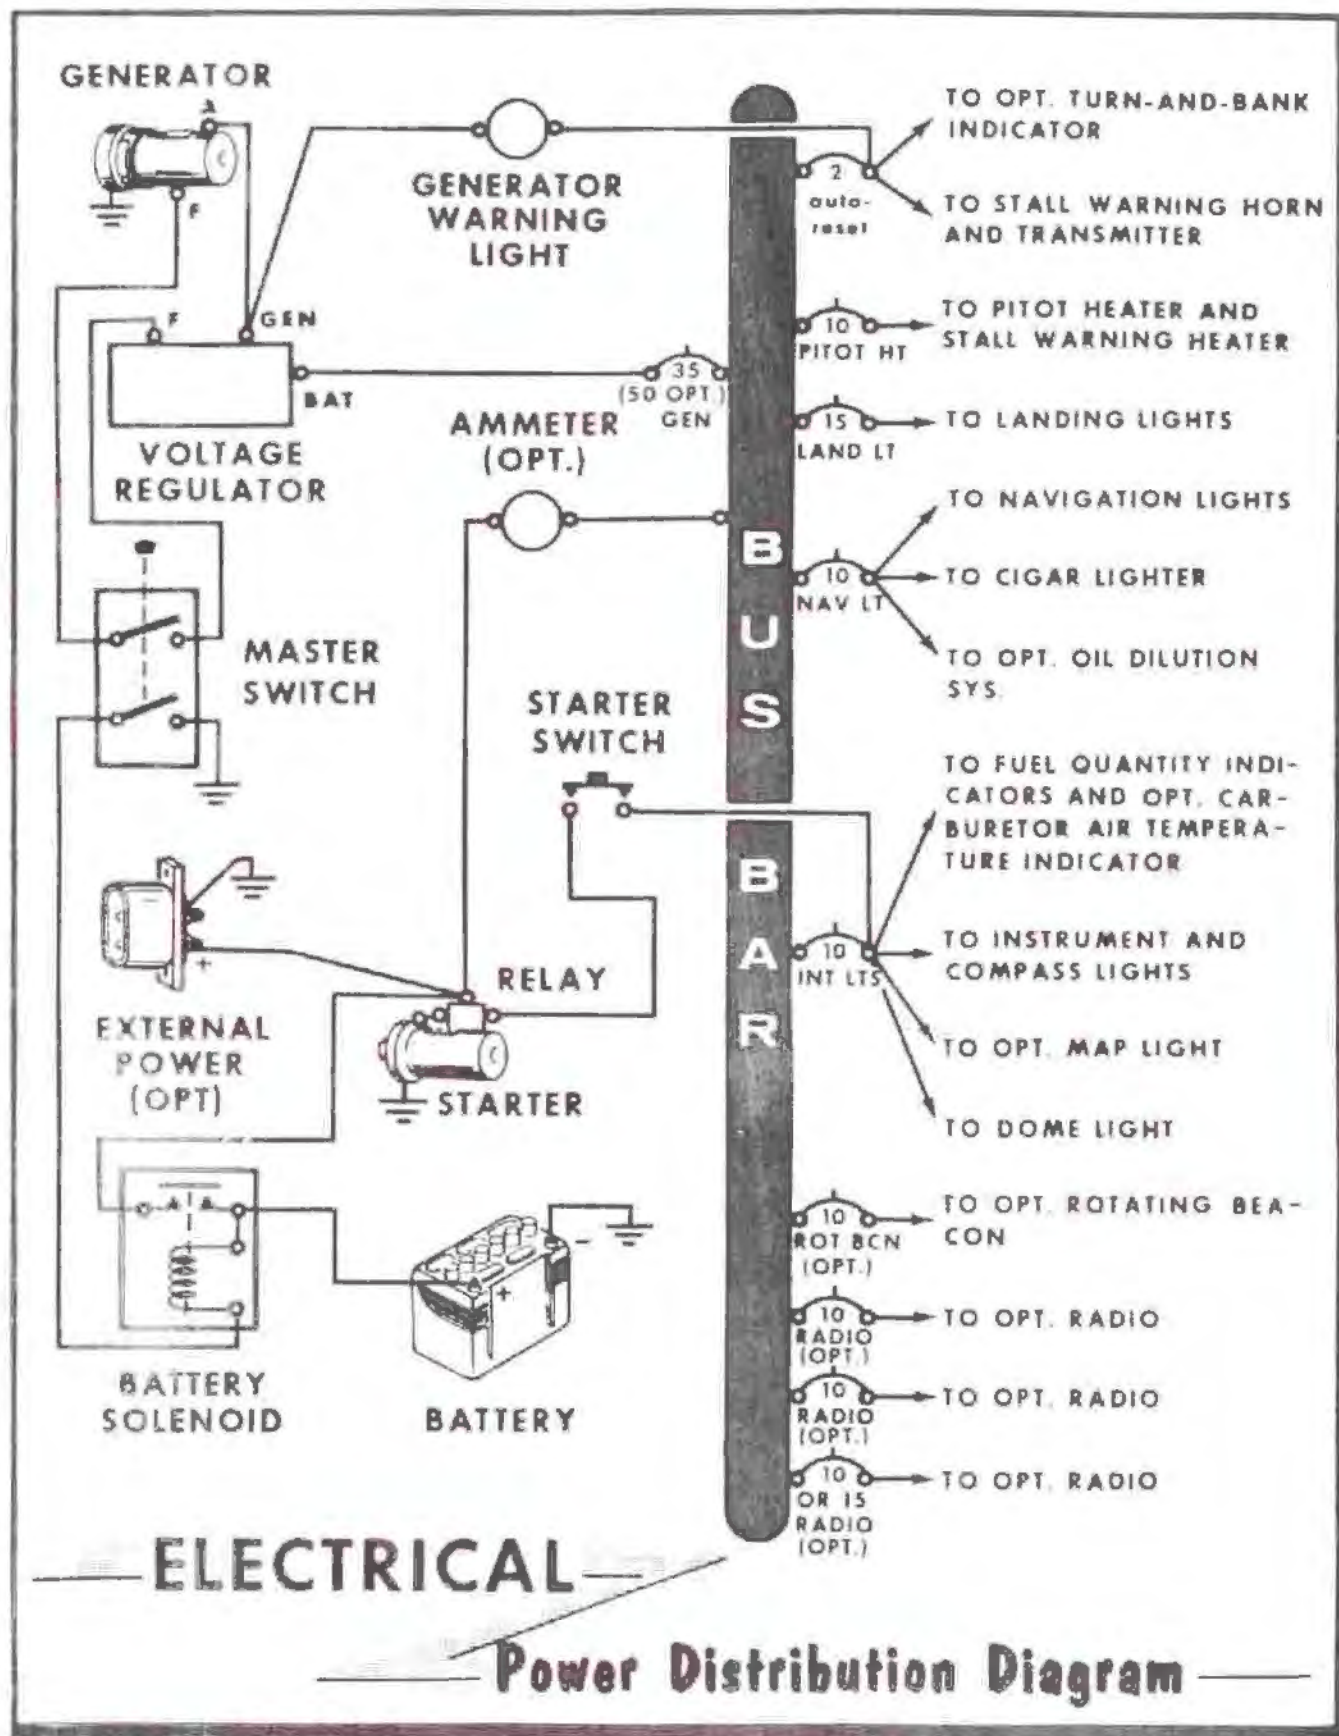 GENERATOR
A
F
GENERATOR
WARNING
LIGHT
F
GEN
BAT
VOLTAGE
REGULATOR
35
(50 OPT.)
GEN
AMMETER
(OPT.)
MASTER
SWITCH
STARTER
SWITCH
+
EXTERNAL
POWER
(OPT)
RELAY
STARTER
BATTERY
SOLENOID
+
-
BATTERY
BUS
BAR
2
auto-
reset
TO OPT. TURN-AND-BANK
INDICATOR
TO STALL WARNING HORN
AND TRANSMITTER
10
PITOT HT
TO PITOT HEATER AND
STALL WARNING HEATER
15
LAND LT
TO LANDING LIGHTS
10
NAV LT
TO NAVIGATION LIGHTS
TO CIGAR LIGHTER
TO OPT. OIL DILUTION
SYS.
TO FUEL QUANTITY INDI-
CATORS AND OPT. CAR-
BURETOR AIR TEMPERA-
TURE INDICATOR
10
INT LTS
TO INSTRUMENT AND
COMPASS LIGHTS
TO OPT. MAP LIGHT
TO DOME LIGHT
10
ROT BCN
(OPT.)
TO OPT. ROTATING BEA-
CON
10
RADIO
(OPT.)
TO OPT. RADIO
10
RADIO
(OPT.)
TO OPT. RADIO
10
OR 15
RADIO
(OPT.)
TO OPT. RADIO
ELECTRICAL
Power Distribution Diagram